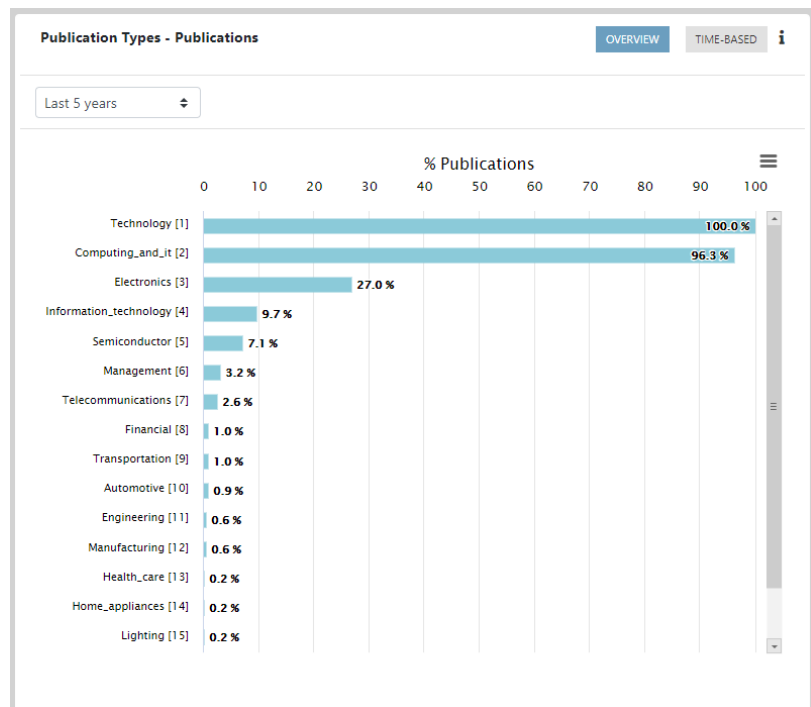 Publication Types - Publications
OVERVIEW
TIME-BASED
i
Last 5 years
% Publications
0 10 20 30 40 50 60 70 80 90 100
Technology [1] 100.0 %
Computing_and_it [2] 96.3 %
Electronics [3] 27.0 %
Information_technology [4] 9.7 %
Semiconductor [5] 7.1 %
Management [6] 3.2 %
Telecommunications [7] 2.6 %
Financial [8] 1.0 %
Transportation [9] 1.0 %
Automotive [10] 0.9 %
Engineering [11] 0.6 %
Manufacturing [12] 0.6 %
Health_care [13] 0.2 %
Home_appliances [14] 0.2 %
Lighting [15] 0.2 %